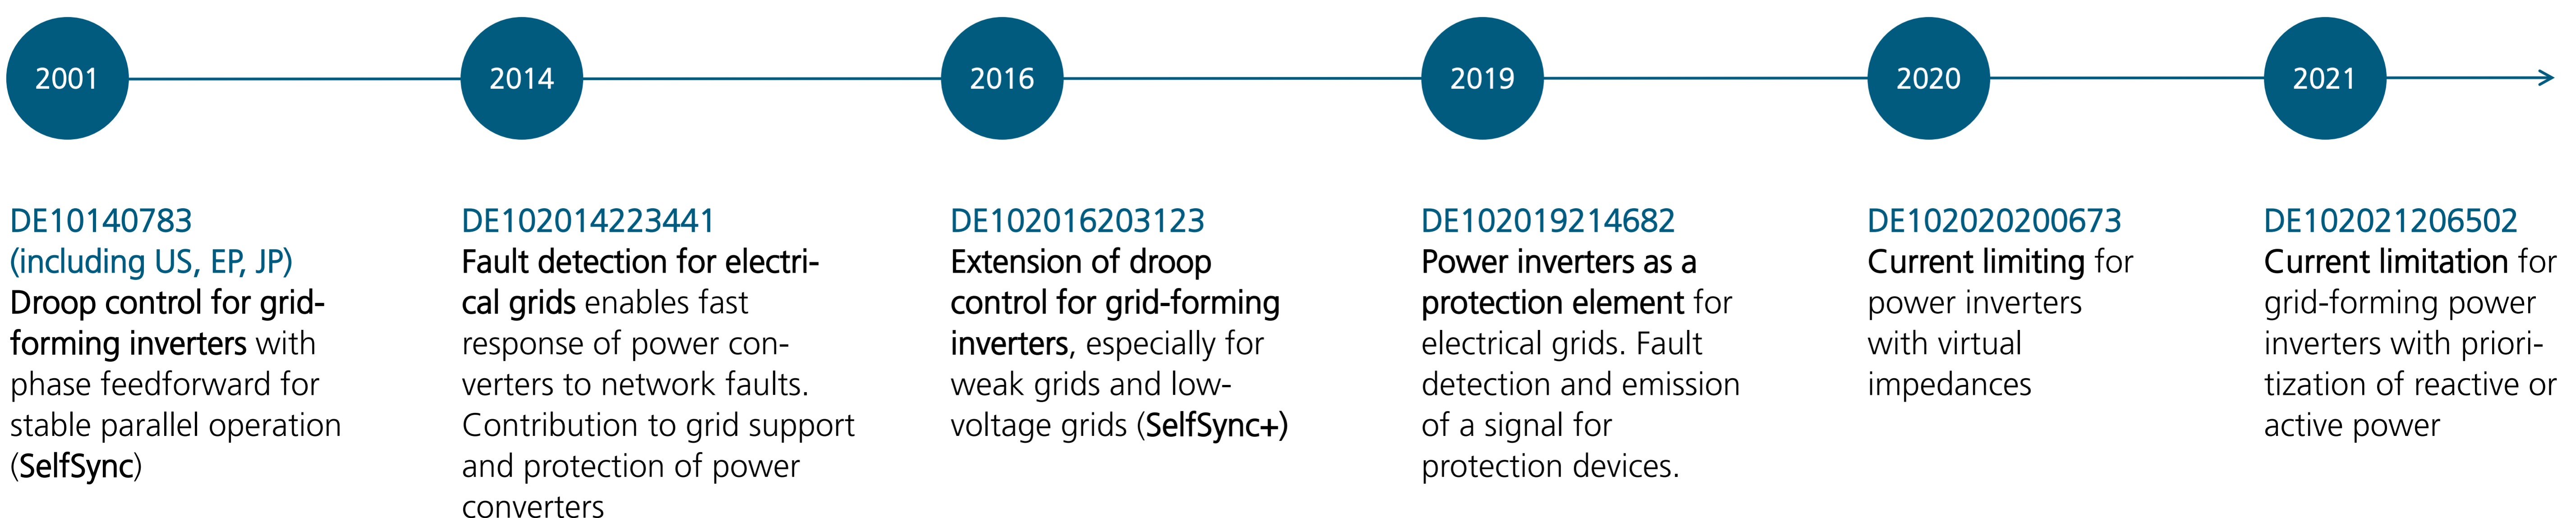 2001
DE10140783
(including US, EP, JP)
Droop control for grid-
forming inverters with
phase feedforward for
stable parallel operation
(SelfSync)
2014
DE102014223441
Fault detection for electri-
cal grids enables fast
response of power con-
verters to network faults.
Contribution to grid support
and protection of power
converters
2016
DE102016203123
Extension of droop
control for grid-forming
inverters, especially for
weak grids and low-
voltage grids (SelfSync+)
2019
DE102019214682
Power inverters as a
protection element for
electrical grids. Fault
detection and emission
of a signal for
protection devices.
2020
DE102020200673
Current limiting for
power inverters
with virtual
impedances
2021
DE102021206502
Current limitation for
grid-forming power
inverters with priori-
tization of reactive or
active power